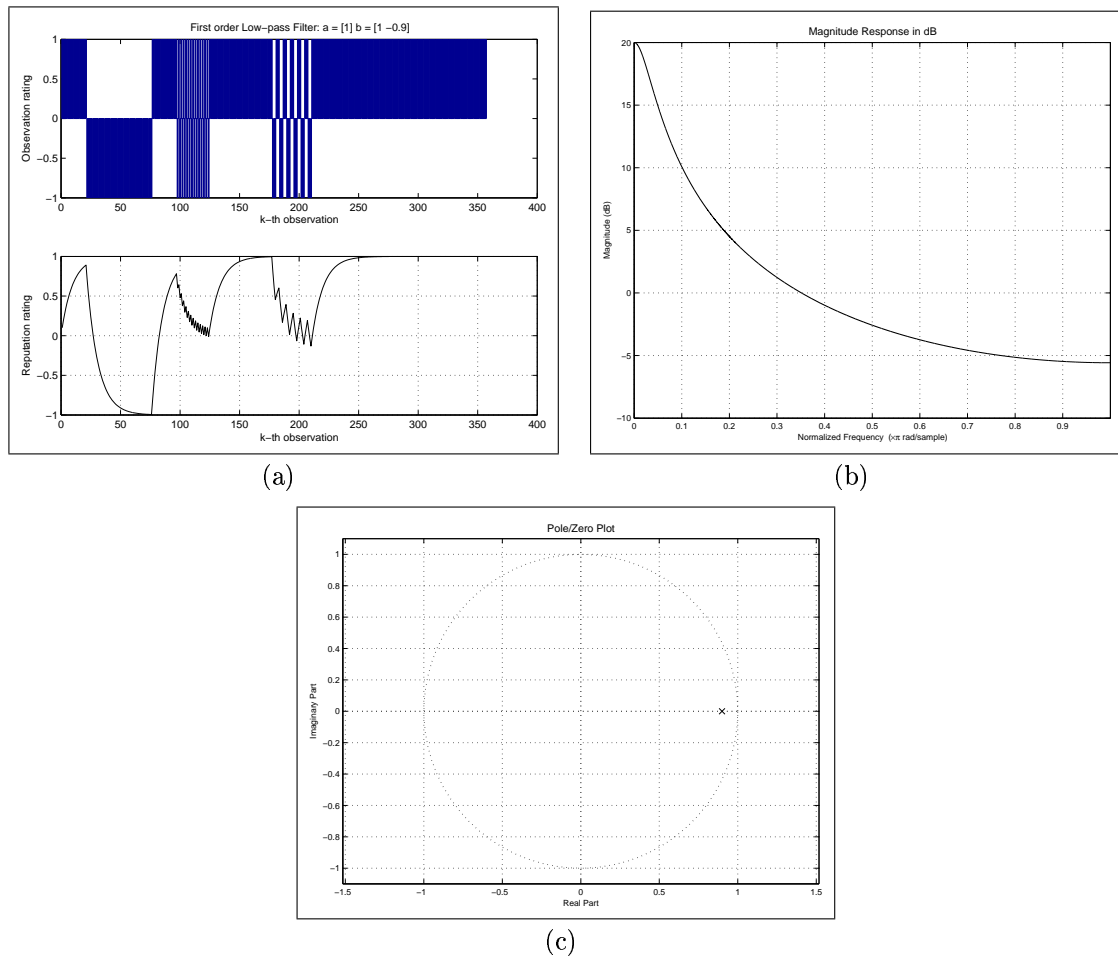 First order Low−pass Filter: a = [1] b = [1 −0.9]
Observation rating
1
0.5
0
−0.5
−1
0 50 100 150 200 250 300 350 400
k−th observation
Reputation rating
1
0.5
0
−0.5
−1
0 50 100 150 200 250 300 350 400
k−th observation
(a)
Magnitude Response in dB
Magnitude (dB)
20
15
10
5
0
−5
−10
0 0.1 0.2 0.3 0.4 0.5 0.6 0.7 0.8 0.9
Normalized Frequency (×π rad/sample)
(b)
Pole/Zero Plot
Imaginary Part
1
0.8
0.6
0.4
0.2
0
−0.2
−0.4
−0.6
−0.8
−1
−1.5 −1 −0.5 0 0.5 1 1.5
Real Part
(c)